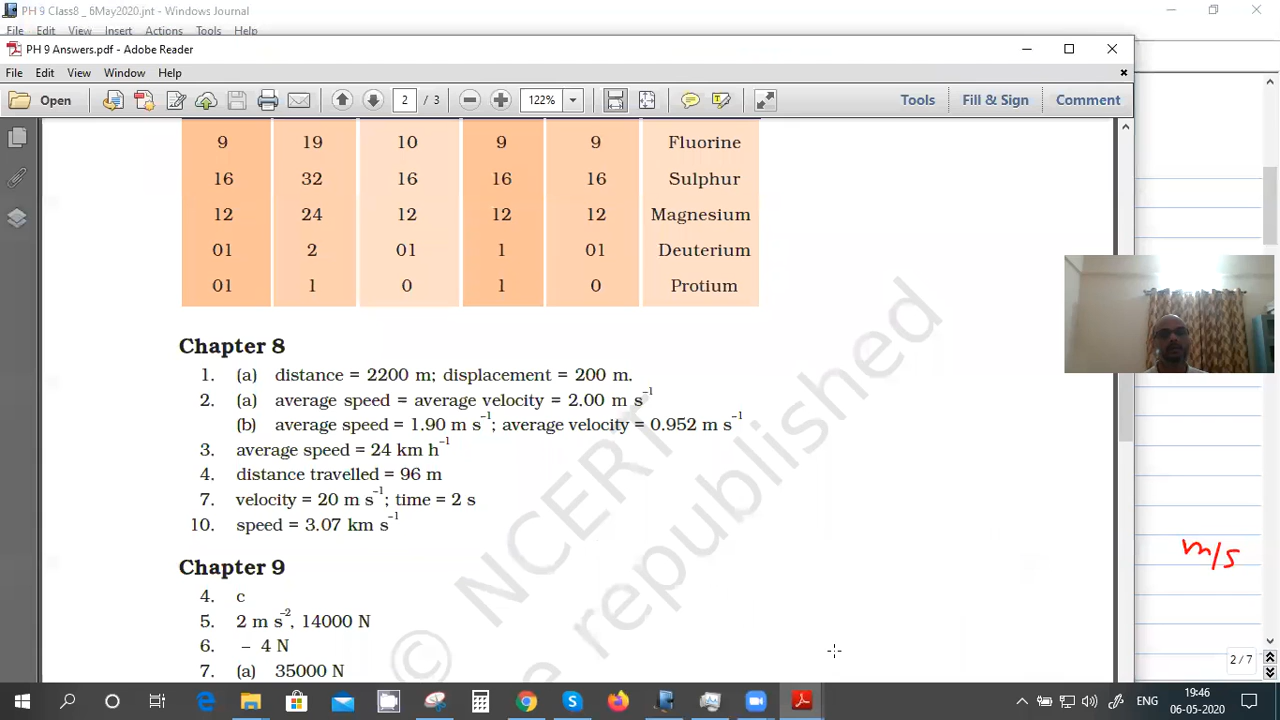 PH 9 Class8 _ 6May2020.jnt - Windows Journal
File Edit View Insert Actions Tools Help
PH 9 Answers.pdf - Adobe Reader
File Edit View Window Help
Open 2 / 3 122% Tools Fill & Sign Comment
9 19 10 9 9 Fluorine
16 32 16 16 16 Sulphur
12 24 12 12 12 Magnesium
01 2 01 1 01 Deuterium
01 1 0 1 0 Protium
Chapter 8
1. (a) distance = 2200 m; displacement = 200 m.
2. (a) average speed = average velocity = 2.00 m s⁻¹
(b) average speed = 1.90 m s⁻¹; average velocity = 0.952 m s⁻¹
3. average speed = 24 km h⁻¹
4. distance travelled = 96 m
7. velocity = 20 m s⁻¹; time = 2 s
10. speed = 3.07 km s⁻¹
Chapter 9
4. c
5. 2 m s⁻², 14000 N
6. – 4 N
7. (a) 35000 N
© NCERT
e republished
m/s
2 / 7
ENG
19:46
06-05-2020